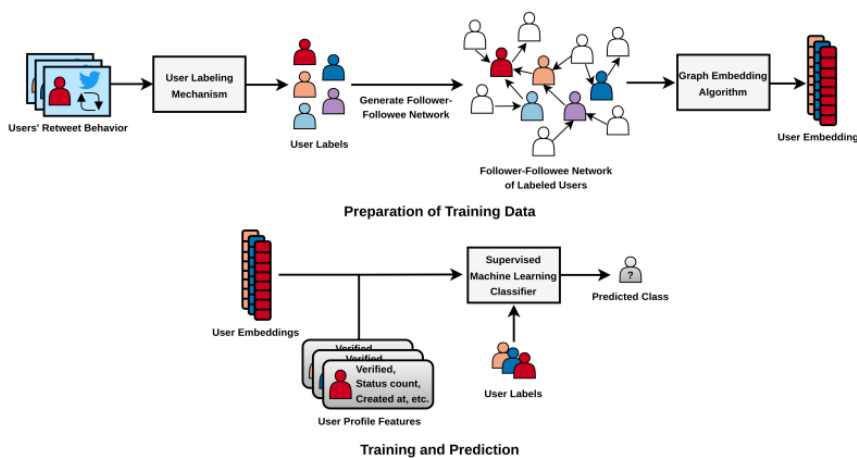 Users' Retweet Behavior
User Labeling
Mechanism
User Labels
Generate Follower-
Followee Network
Follower-Followee Network
of Labeled Users
Graph Embedding
Algorithm
User Embedding
Preparation of Training Data
User Embeddings
Verified,
Verified,
Verified,
Status count,
Created at, etc.
User Profile Features
Supervised
Machine Learning
Classifier
User Labels
?
Predicted Class
Training and Prediction